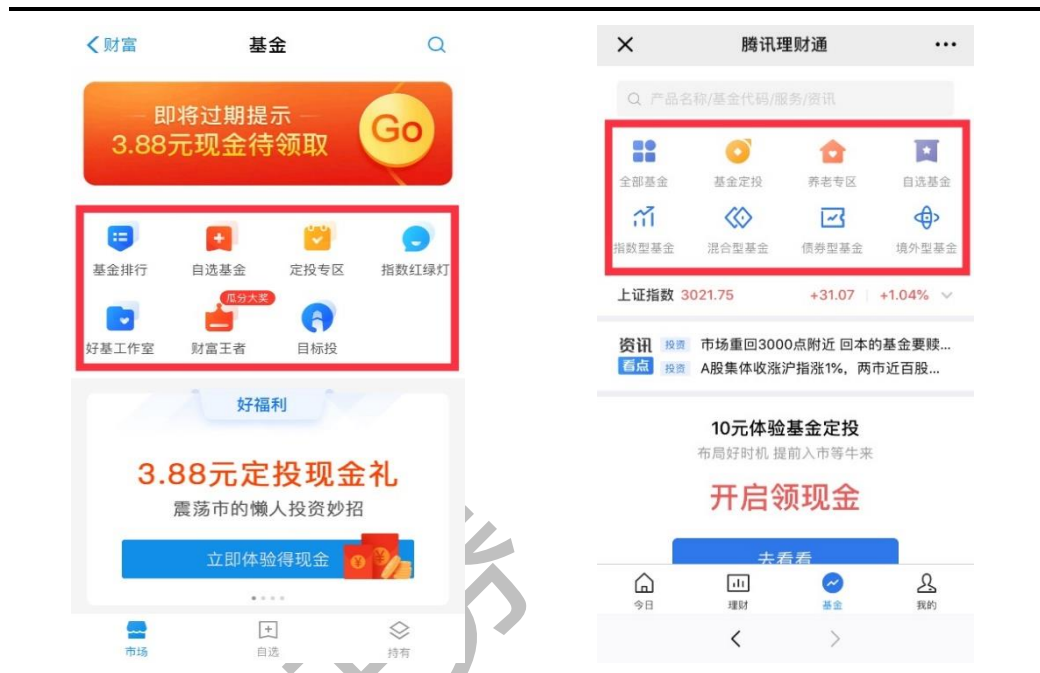 财富
基金
即将过期提示
3.88元现金待领取
Go
基金排行
自选基金
定投专区
指数红绿灯
瓜分大奖
好基工作室
财富王者
目标投
好福利
3.88元定投现金礼
震荡市的懒人投资妙招
立即体验得现金
市场
自选
持有
腾讯理财通
产品名称/基金代码/服务/资讯
全部基金
基金定投
养老专区
自选基金
指数型基金
混合型基金
债券型基金
境外型基金
上证指数 3021.75 +31.07 +1.04%
资讯 投资 市场重回3000点附近 回本的基金要赎...
看点 投资 A股集体收涨沪指涨1%，两市近百股...
10元体验基金定投
布局好时机 提前入市等牛来
开启领现金
去看看
今日
理财
基金
我的